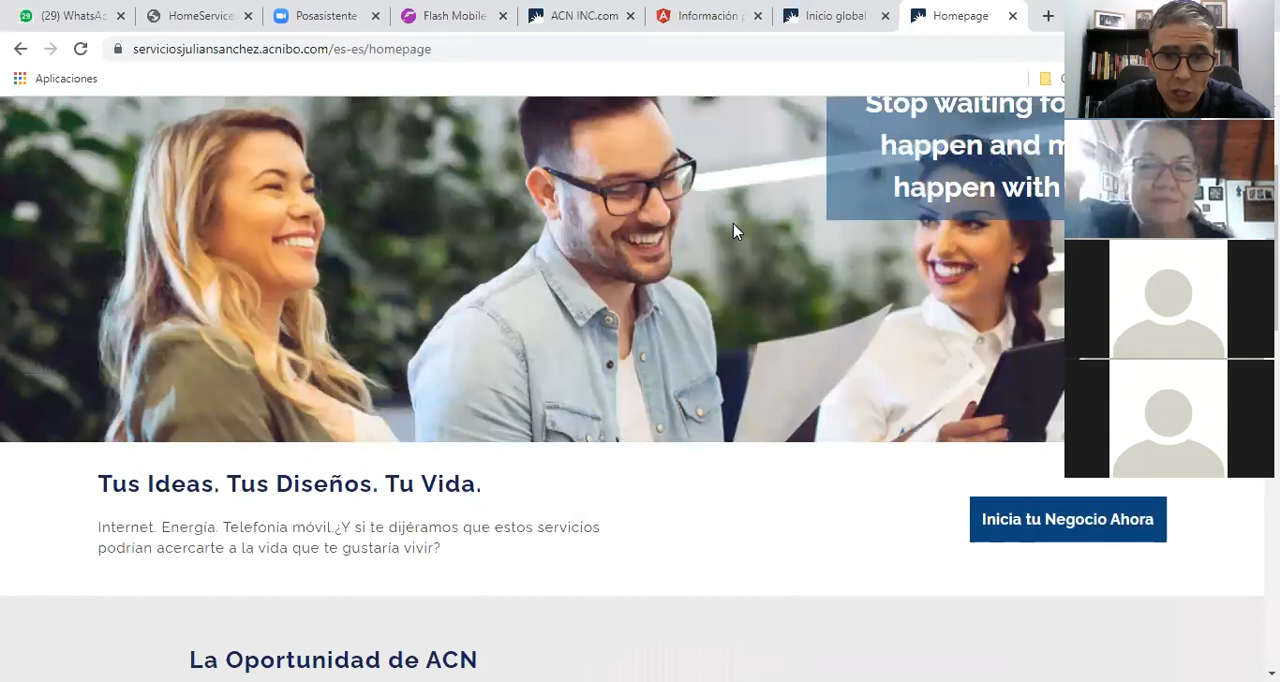 29
(29) WhatsA
HomeService
Posasistente
Flash Mobile
ACN INC.com
Información p
Inicio global
Homepage
serviciosjuliansanchez.acnibo.com/es-es/homepage
Aplicaciones
Stop waiting fo
happen and m
happen with
Tus Ideas. Tus Diseños. Tu Vida.
Internet. Energía. Telefonía móvil.¿Y si te dijéramos que estos servicios
podrían acercarte a la vida que te gustaría vivir?
Inicia tu Negocio Ahora
La Oportunidad de ACN